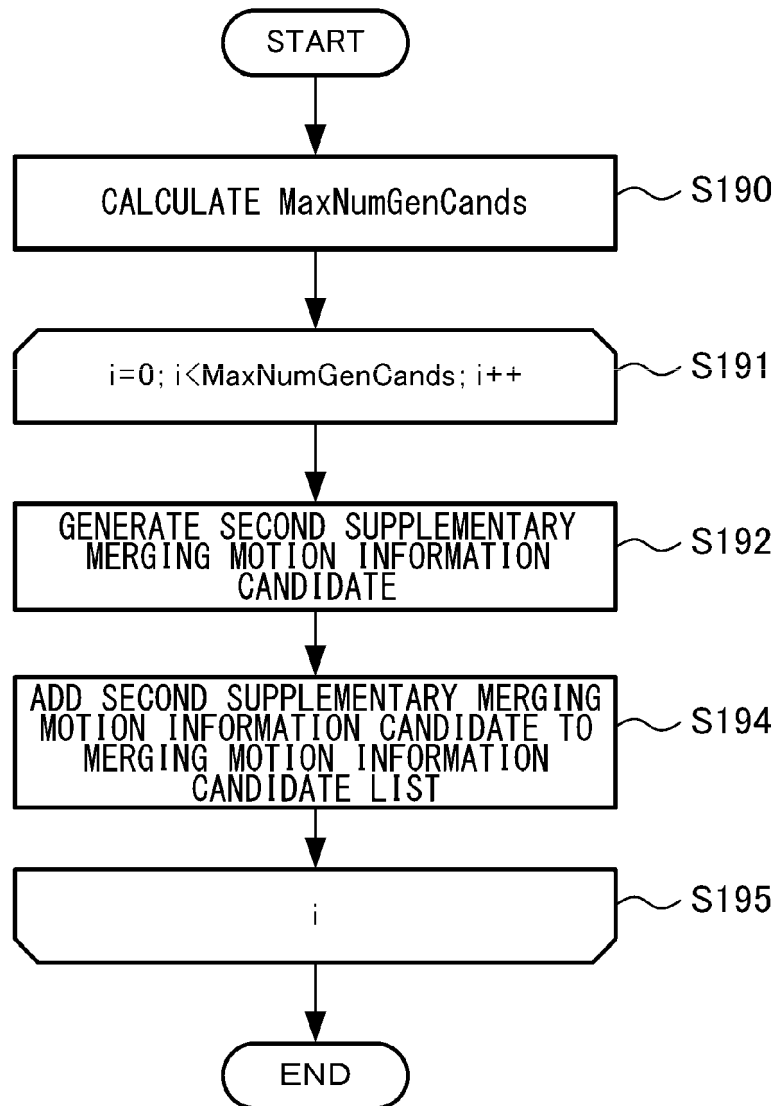 START
CALCULATE MaxNumGenCands
S190
i=0; i<MaxNumGenCands; i++
S191
GENERATE SECOND SUPPLEMENTARY
MERGING MOTION INFORMATION
CANDIDATE
S192
ADD SECOND SUPPLEMENTARY MERGING
MOTION INFORMATION CANDIDATE TO
MERGING MOTION INFORMATION
CANDIDATE LIST
S194
i
S195
END